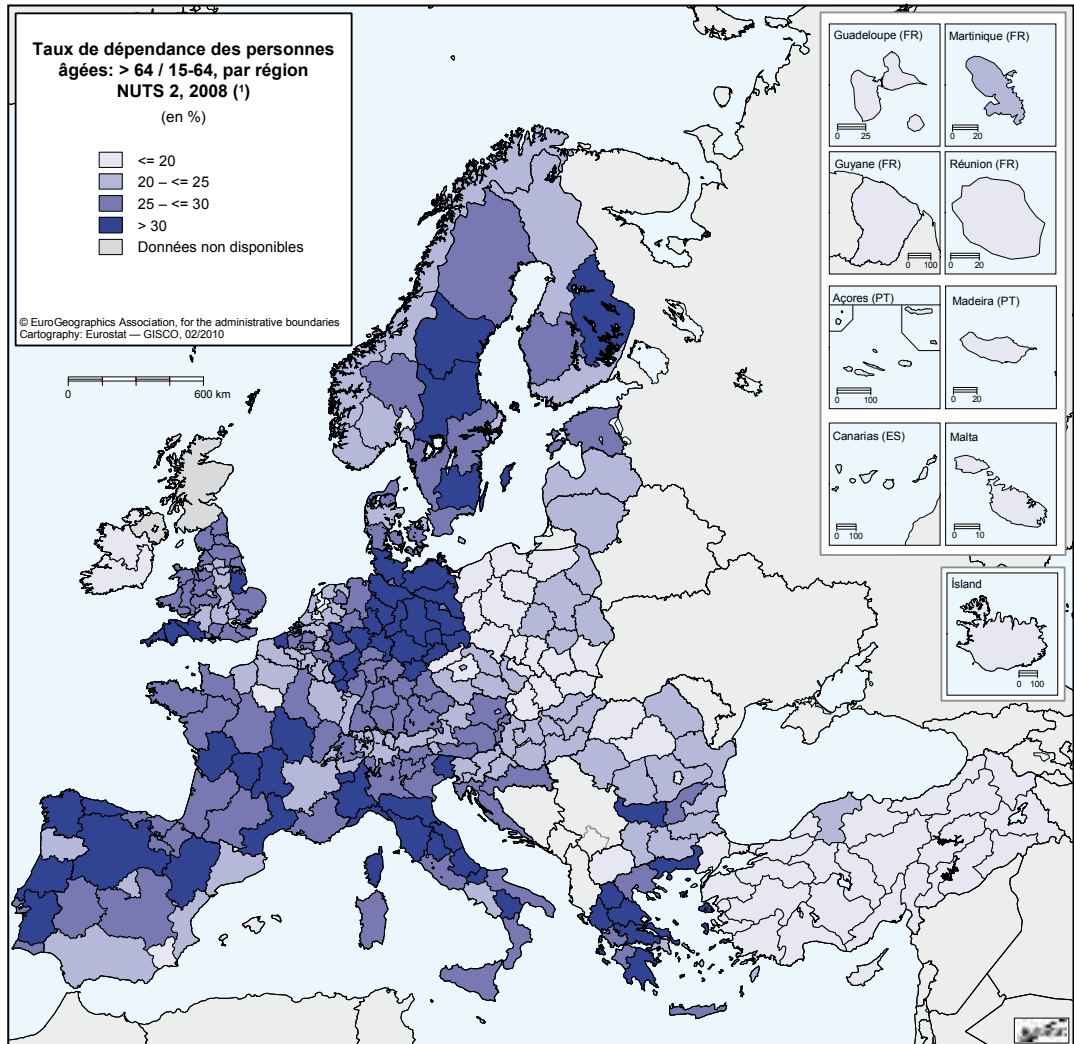 Taux de dépendance des personnes
âgées: > 64 / 15-64, par région
NUTS 2, 2008 (¹)
(en %)
<= 20
20 – <= 25
25 – <= 30
> 30
Données non disponibles
© EuroGeographics Association, for the administrative boundaries
Cartography: Eurostat — GISCO, 02/2010
0 600 km
Guadeloupe (FR)
0 25
Martinique (FR)
0 20
Guyane (FR)
0 100
Réunion (FR)
0 20
Açores (PT)
0 100
Madeira (PT)
0 20
Canarias (ES)
0 100
Malta
0 10
Ísland
0 100